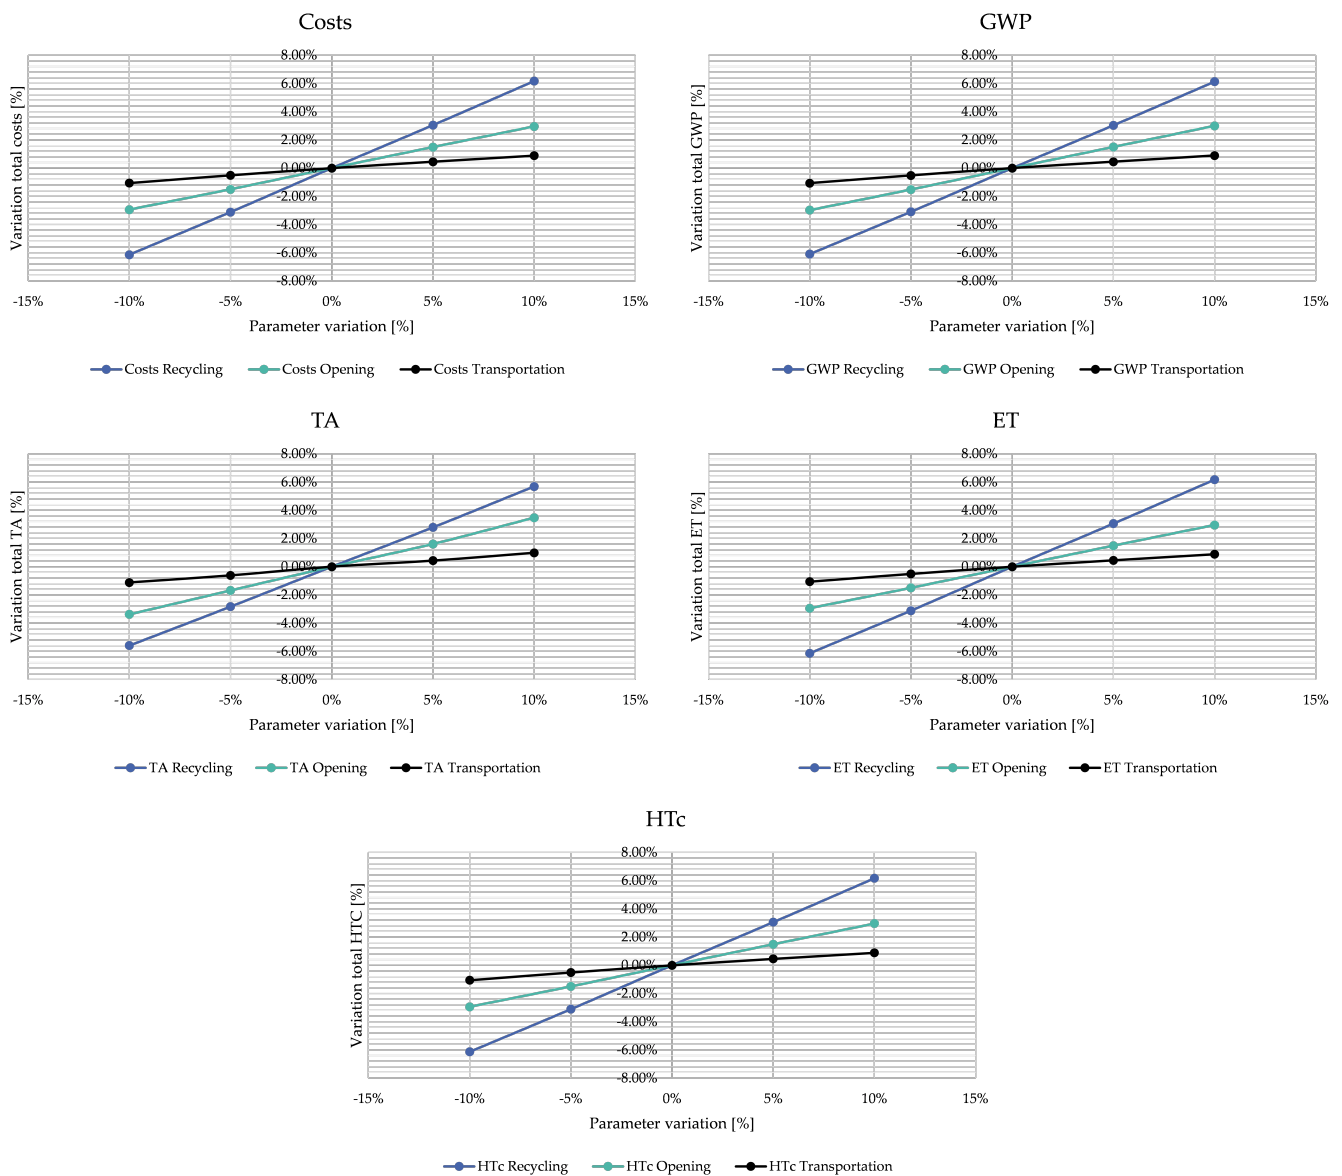 Costs
Variation total costs [%]
8.00%
6.00%
4.00%
2.00%
0.00%
-2.00%
-4.00%
-6.00%
-8.00%
-15%
-10%
-5%
0%
5%
10%
15%
Parameter variation [%]
Costs Recycling
Costs Opening
Costs Transportation
GWP
Variation total GWP [%]
8.00%
6.00%
4.00%
2.00%
0.00%
-2.00%
-4.00%
-6.00%
-8.00%
-15%
-10%
-5%
0%
5%
10%
15%
Parameter variation [%]
GWP Recycling
GWP Opening
GWP Transportation
TA
Variation total TA [%]
8.00%
6.00%
4.00%
2.00%
0.00%
-2.00%
-4.00%
-6.00%
-8.00%
-15%
-10%
-5%
0%
5%
10%
15%
Parameter variation [%]
TA Recycling
TA Opening
TA Transportation
ET
Variation total ET [%]
8.00%
6.00%
4.00%
2.00%
0.00%
-2.00%
-4.00%
-6.00%
-8.00%
-15%
-10%
-5%
0%
5%
10%
15%
Parameter variation [%]
ET Recycling
ET Opening
ET Transportation
HTc
Variation total HTC [%]
8.00%
6.00%
4.00%
2.00%
0.00%
-2.00%
-4.00%
-6.00%
-8.00%
-15%
-10%
-5%
0%
5%
10%
15%
Parameter variation [%]
HTc Recycling
HTc Opening
HTc Transportation